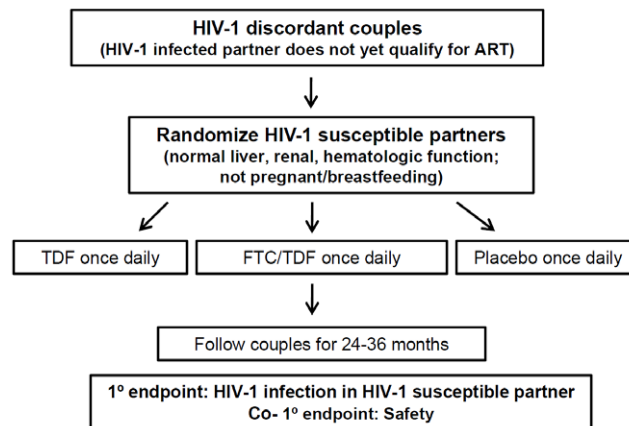 HIV-1 discordant couples
(HIV-1 infected partner does not yet qualify for ART)
Randomize HIV-1 susceptible partners
(normal liver, renal, hematologic function;
not pregnant/breastfeeding)
TDF once daily
FTC/TDF once daily
Placebo once daily
Follow couples for 24-36 months
1º endpoint: HIV-1 infection in HIV-1 susceptible partner
Co- 1º endpoint: Safety